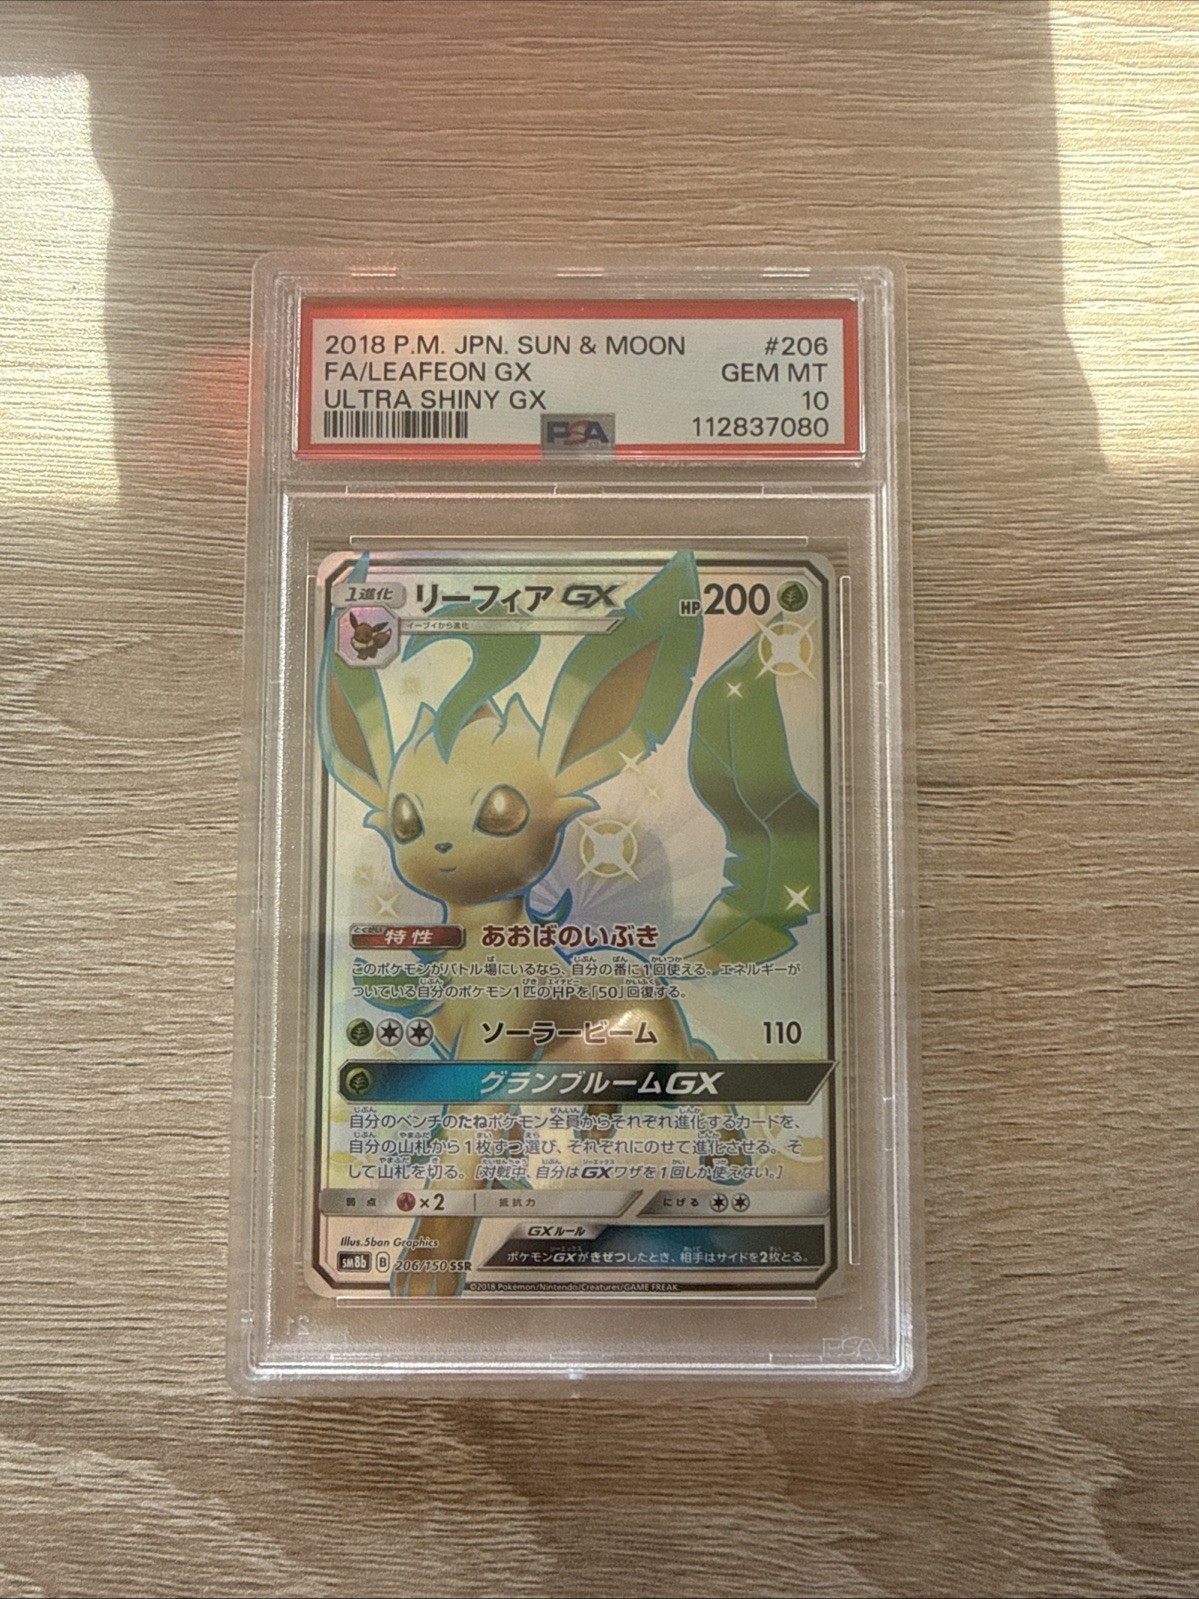 2018 P.M. JPN. SUN & MOON #206
FA/LEAFEON GX GEM MT
ULTRA SHINY GX 10
PSA 112837080
1進化 リーフィアGX HP200
イーブイから進化
特性 あおばのいぶき
このポケモンがバトル場にいるなら、自分の番に1回使える。エネルギーが
ついている自分のポケモン1匹のHPを「50」回復する。
ソーラービーム 110
グランブルームGX
自分のベンチのたねポケモン全員からそれぞれ進化するカードを、
自分の山札から1枚ずつ選び、それぞれにのせて進化させる。そ
して山札を切る。[対戦中、自分はGXワザを1回しか使えない。]
弱点 ×2 抵抗力 にげる
GXルール
ポケモンGXがきぜつしたとき、相手はサイドを2枚とる。
Illus.5ban Graphics
SM8b B 206/150 SSR
©2018 Pokémon/Nintendo/Creatures/GAME FREAK.
PSA